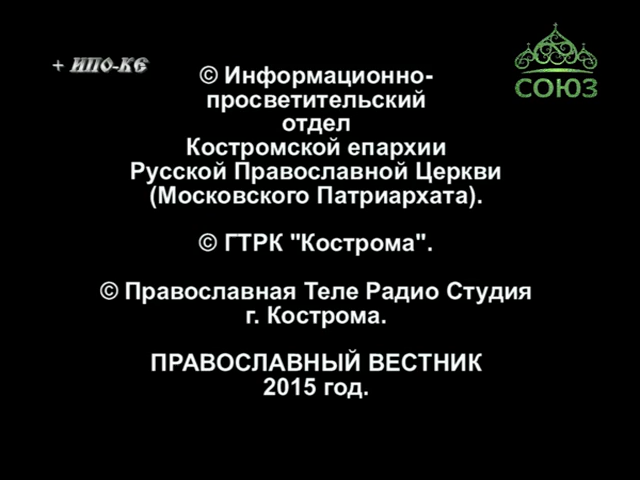 + ИПО-КЕ
СОЮЗ
© Информационно-
просветительский
отдел
Костромской епархии
Русской Православной Церкви
(Московского Патриархата).
© ГТРК "Кострома".
© Православная Теле Радио Студия
г. Кострома.
ПРАВОСЛАВНЫЙ ВЕСТНИК
2015 год.